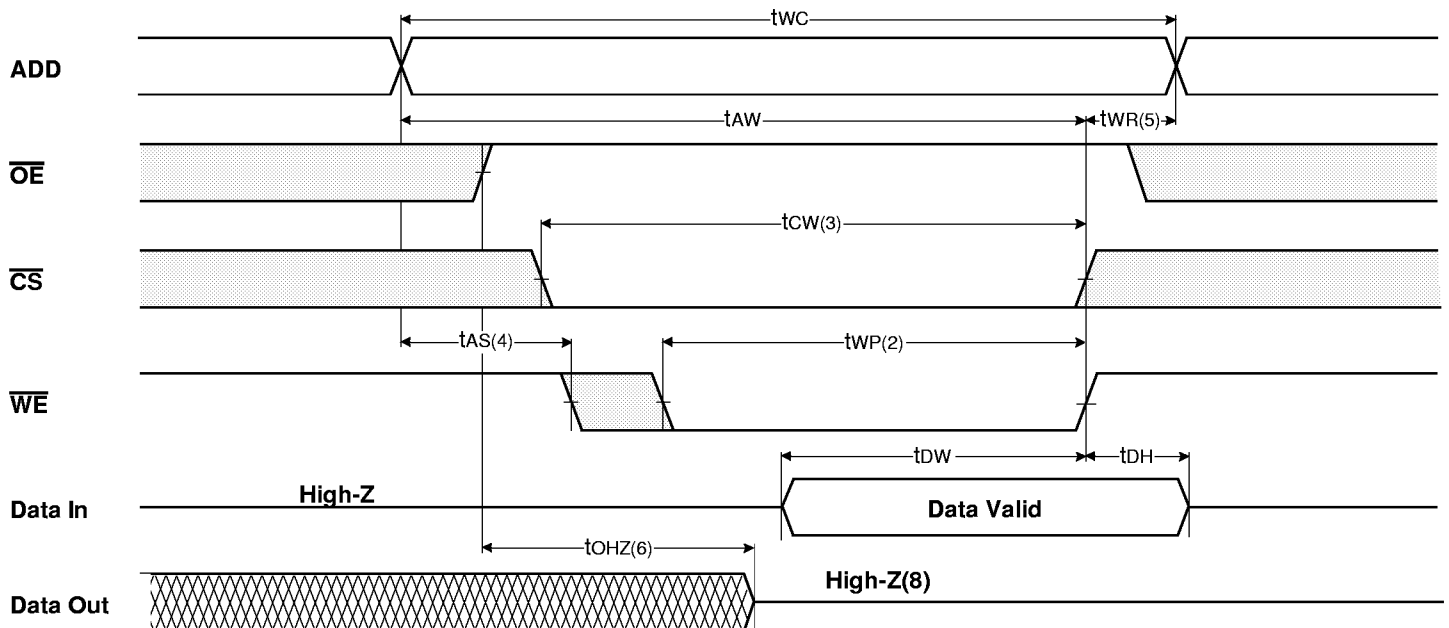 tWC
ADD
tAW
tWR(5)
OE
tCW(3)
CS
tAS(4)
tWP(2)
WE
tDW
tDH
High-Z
Data In
Data Valid
tOHZ(6)
High-Z(8)
Data Out